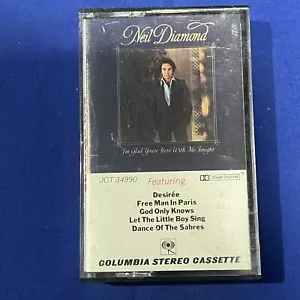 Neil Diamond
I'm Glad You're Here With Me Tonight
JCT 34990
Featuring
DOLBY SYSTEM
Desirée
Free Man In Paris
God Only Knows
Let The Little Boy Sing
Dance Of The Sabres
COLUMBIA STEREO CASSETTE